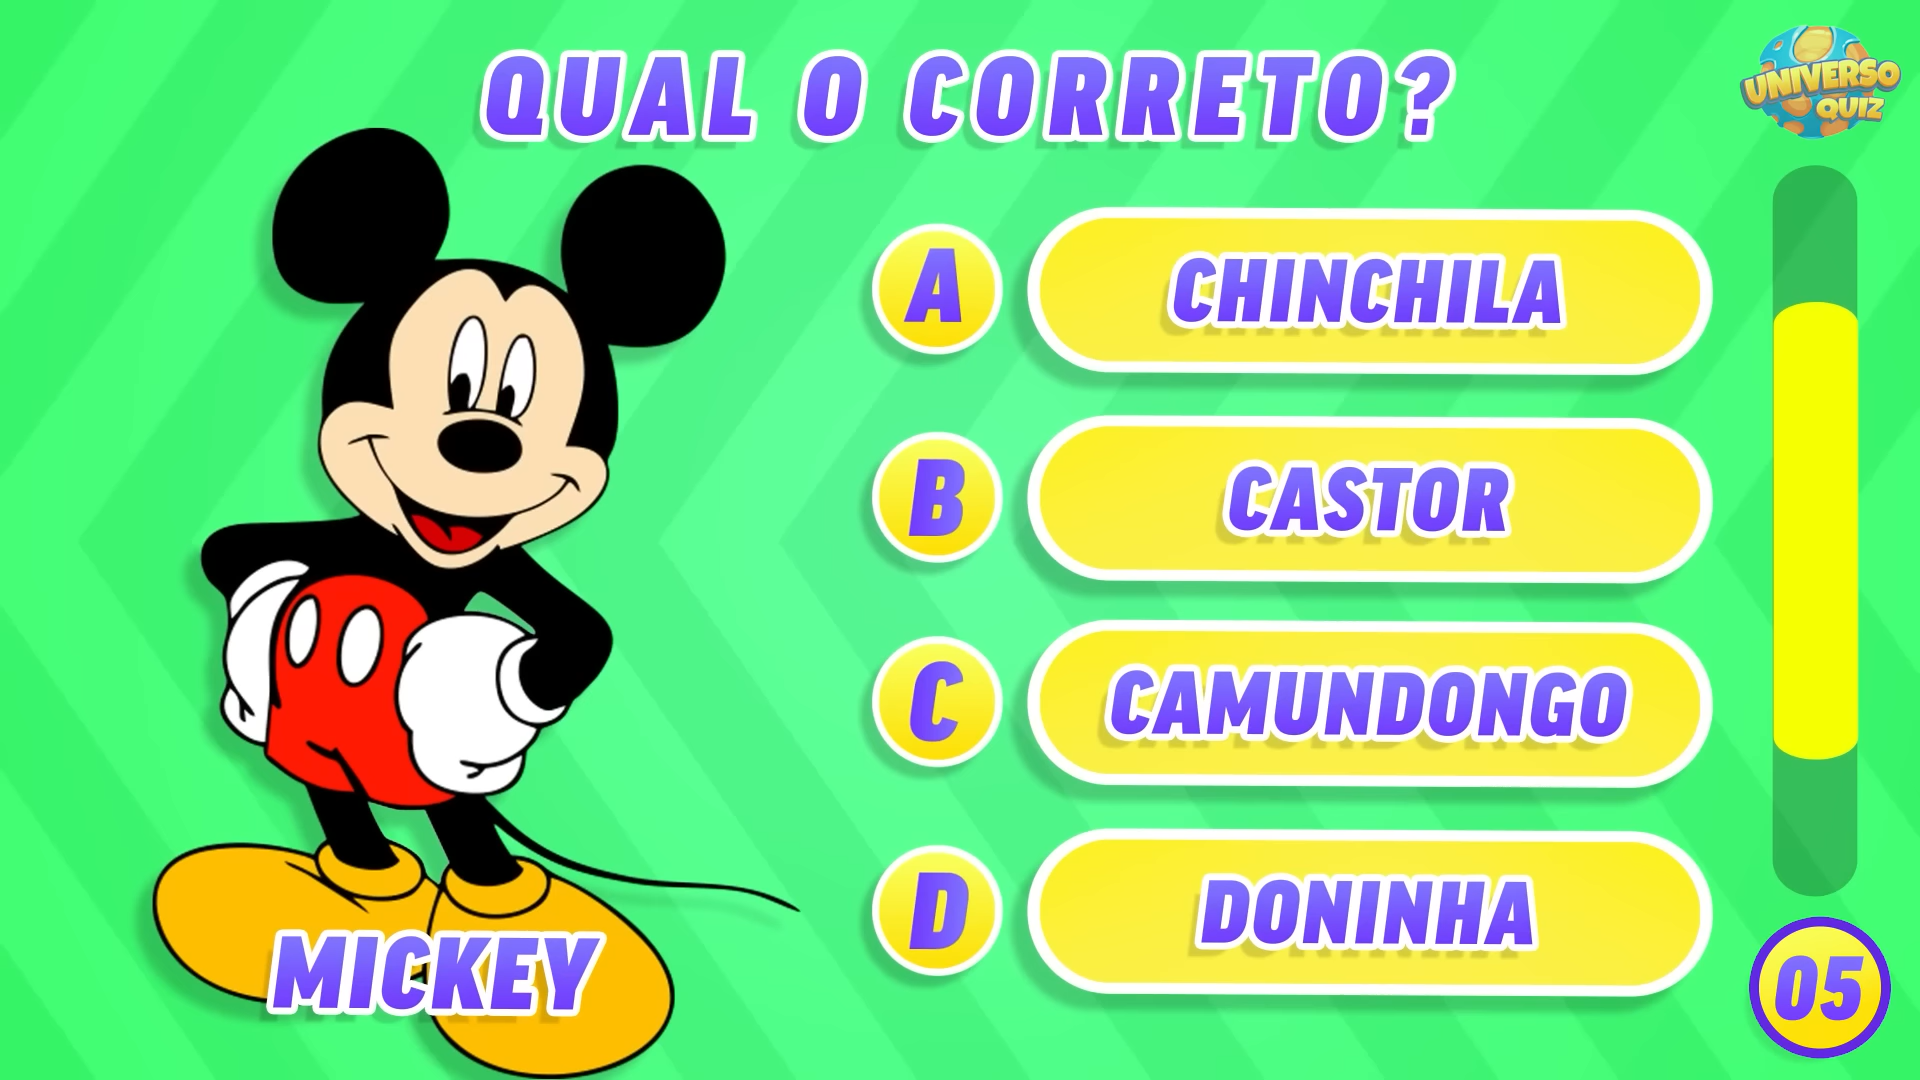 QUAL O CORRETO?
UNIVERSO
QUIZ
A CHINCHILA
B CASTOR
C CAMUNDONGO
D DONINHA
MICKEY
05